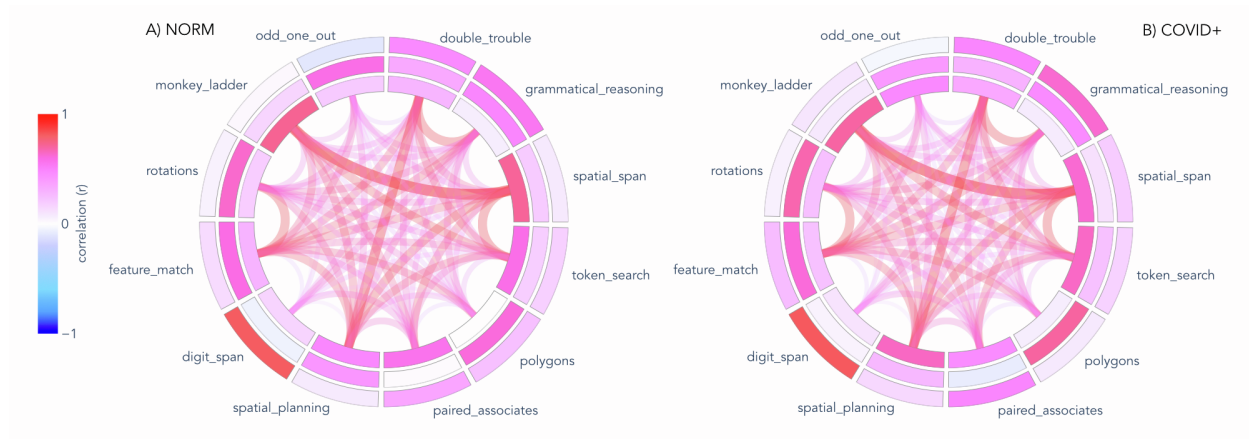 A) NORM
odd_one_out
double_trouble
monkey_ladder
grammatical_reasoning
rotations
spatial_span
feature_match
token_search
digit_span
polygons
spatial_planning
paired_associates
1
0
−1
correlation (r)
B) COVID+
odd_one_out
double_trouble
monkey_ladder
grammatical_reasoning
rotations
spatial_span
feature_match
token_search
digit_span
polygons
spatial_planning
paired_associates